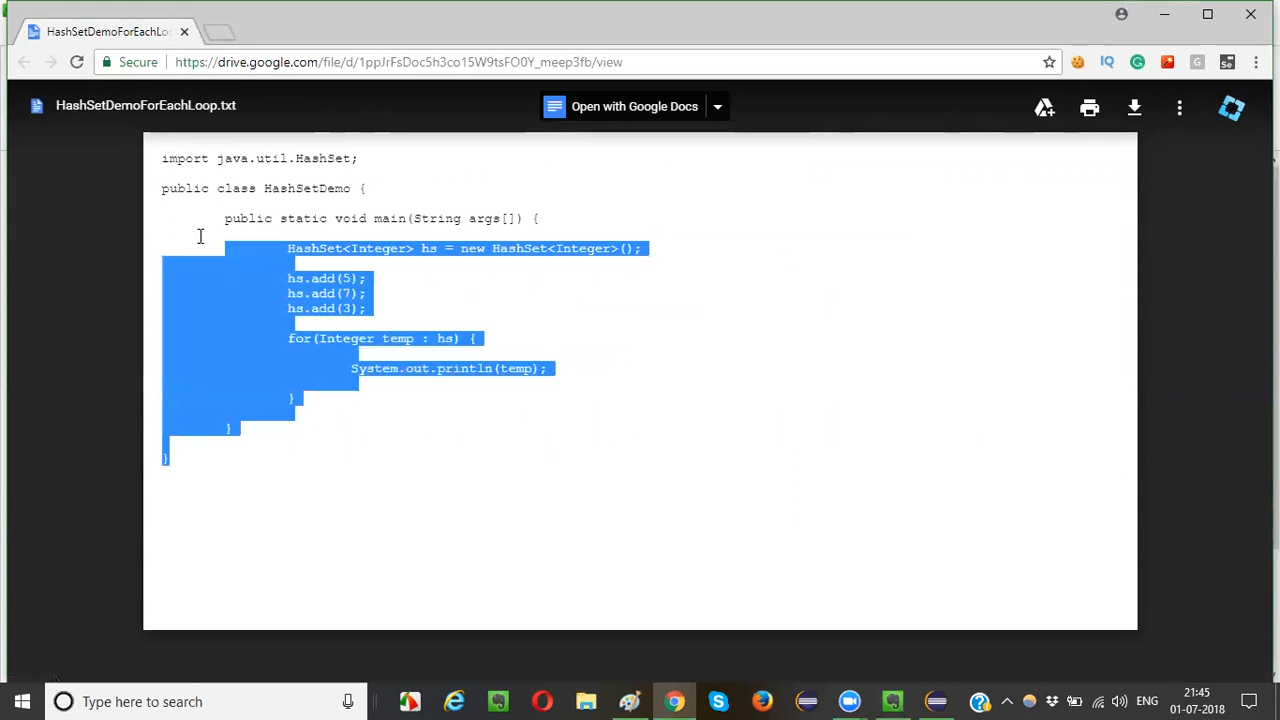 HashSetDemoForEachLo
Secure
https://drive.google.com/file/d/1ppJrFsDoc5h3co15W9tsFO0Y_meep3fb/view
IQ
G
G
Se
HashSetDemoForEachLoop.txt
Open with Google Docs
import java.util.HashSet;
public class HashSetDemo {
public static void main(String args[]) {
HashSet<Integer> hs = new HashSet<Integer>();
hs.add(5);
hs.add(7);
hs.add(3);
for(Integer temp : hs) {
System.out.println(temp);
}
}
}
Type here to search
ENG
21:45
01-07-2018